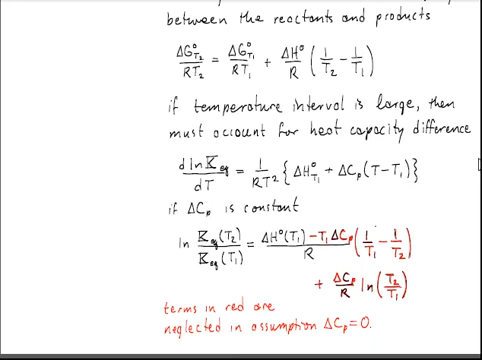 between the reactants and products
ΔG°T₂/RT₂ = ΔG°T₁/RT₁ + ΔH°/R (1/T₂ − 1/T₁)
if temperature interval is large, then
must account for heat capacity difference
d ln Keq/dT = 1/RT² {ΔH°T₁ + ΔCp(T−T₁)}
if ΔCp is constant
ln Keq(T₂)/Keq(T₁) = ΔH°(T₁) − T₁ΔCp/R (1/T₁ − 1/T₂)
+ ΔCp/R ln(T₂/T₁)
terms in red are
neglected in assumption ΔCp=0.